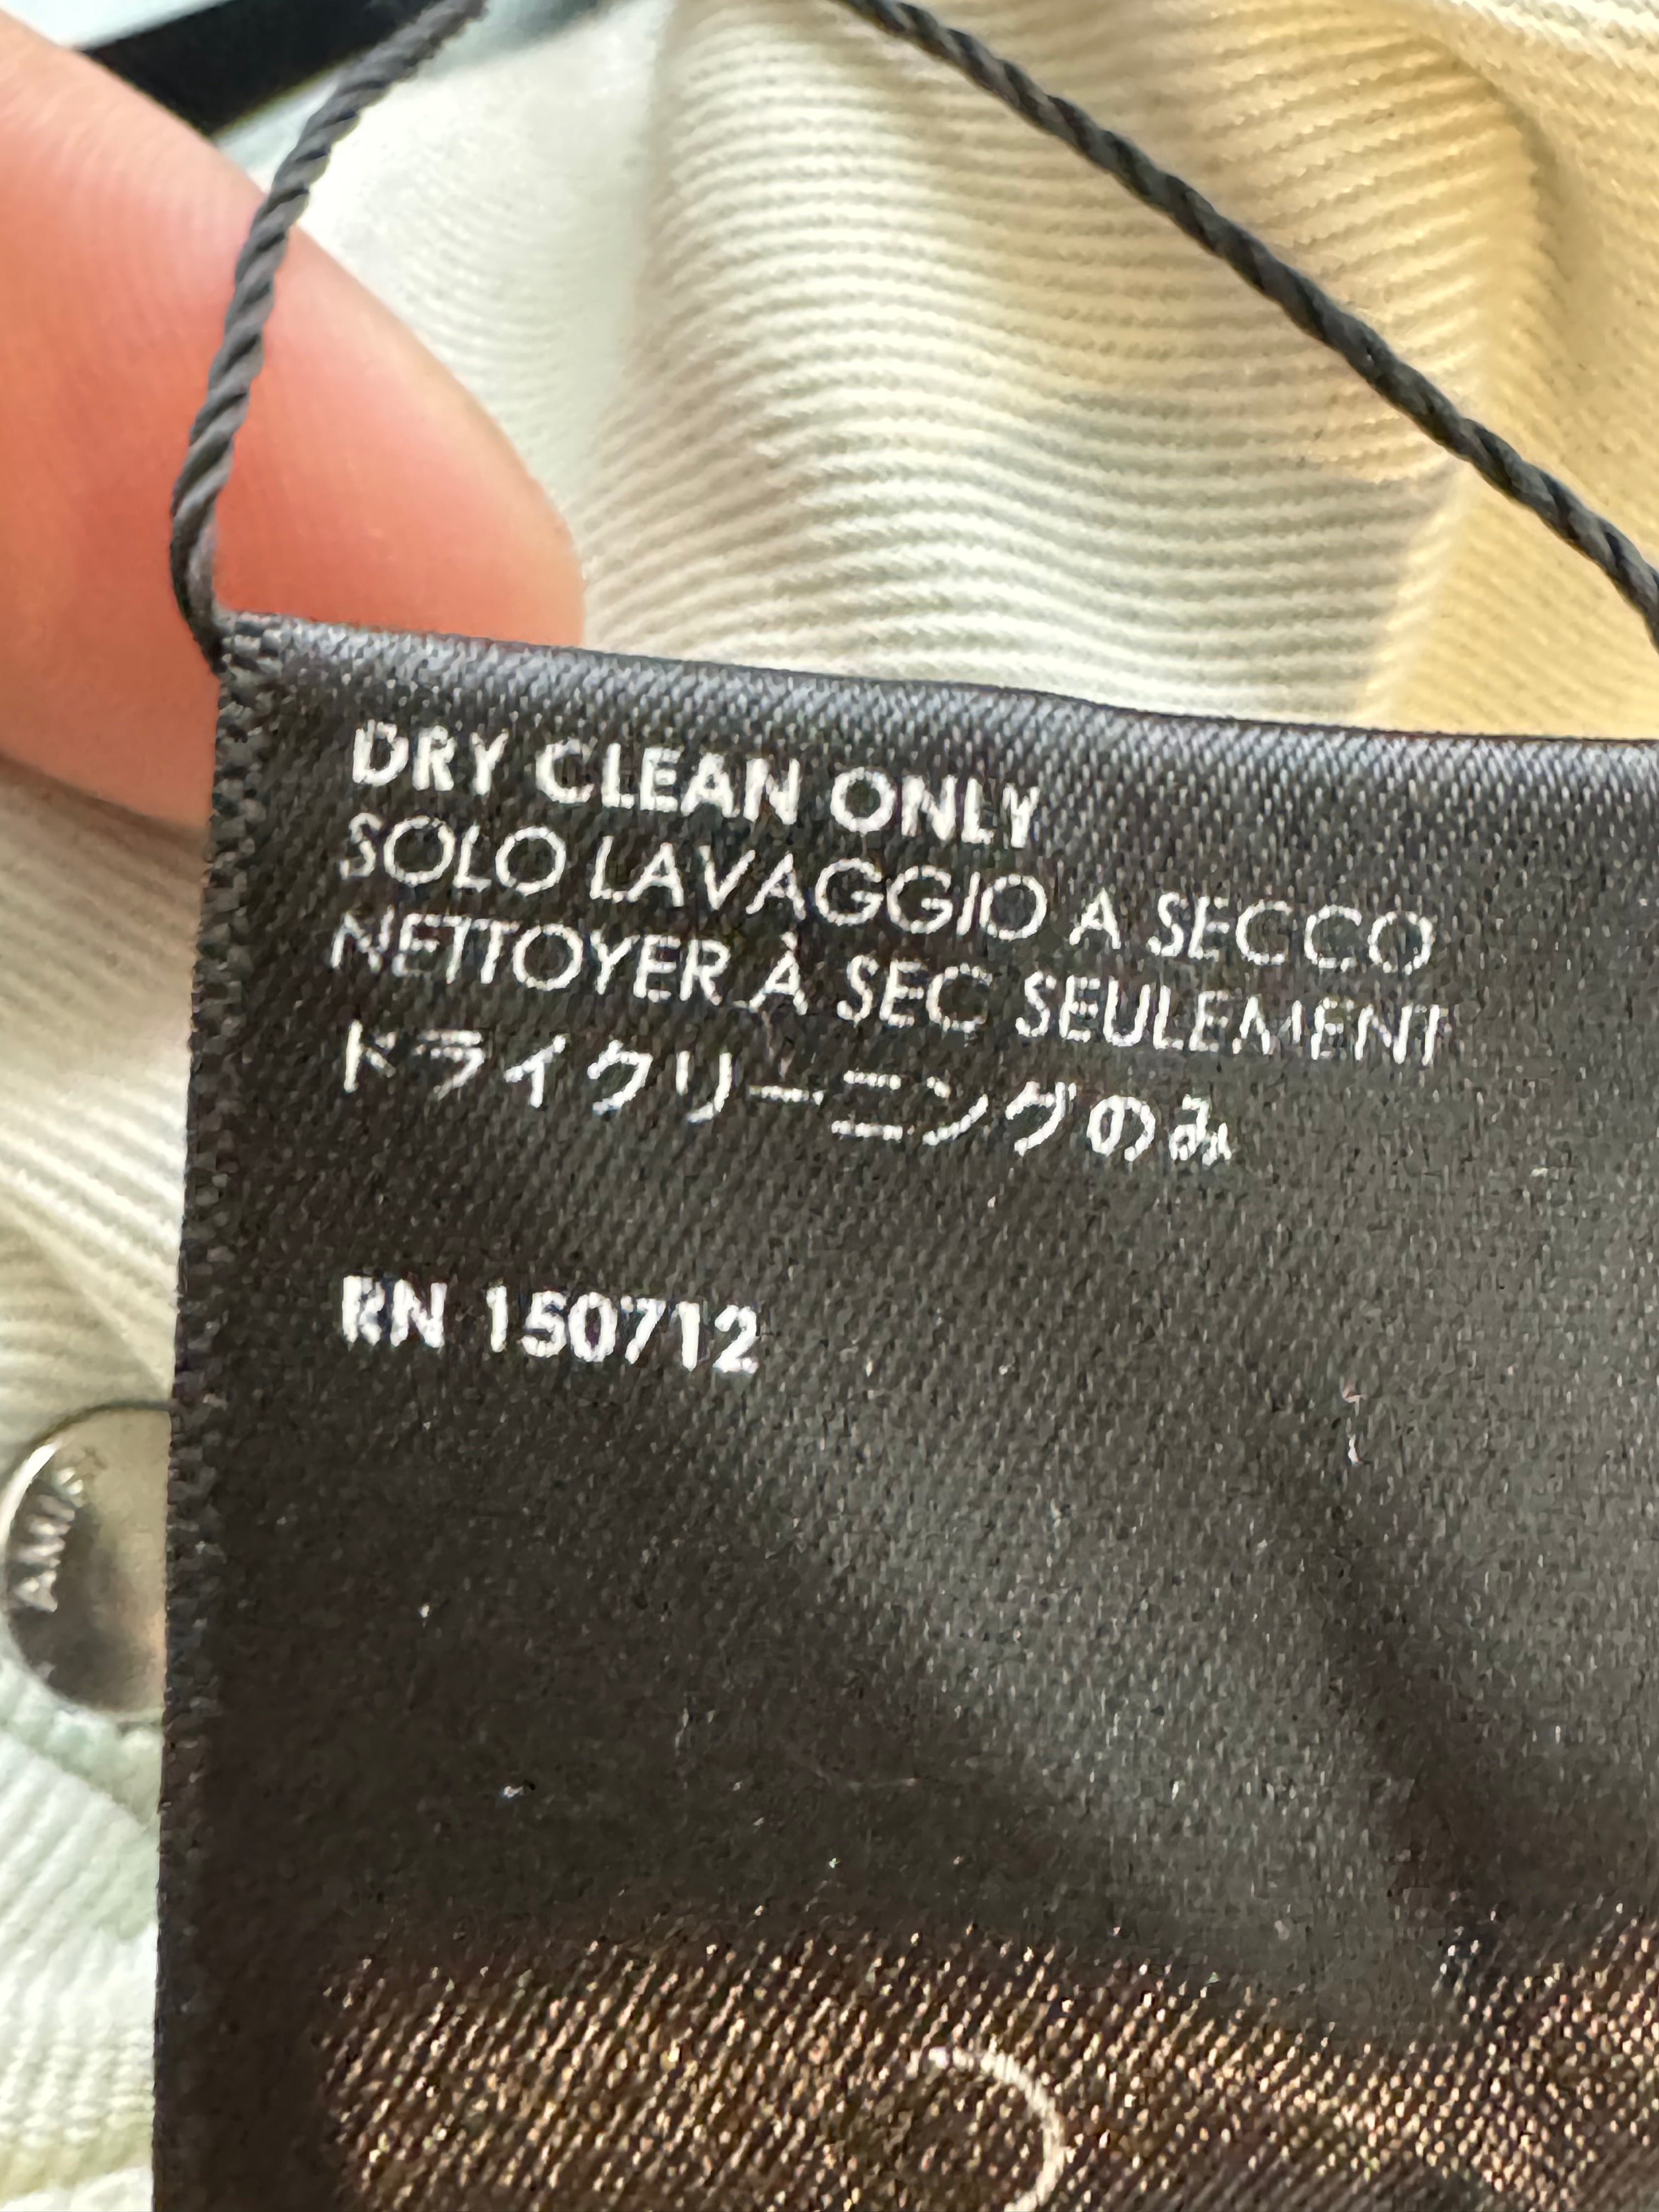 DRY CLEAN ONLY
SOLO LAVAGGIO A SECCO
NETTOYER À SEC SEULEMENT
ドライクリーニングのみ
RN 150712